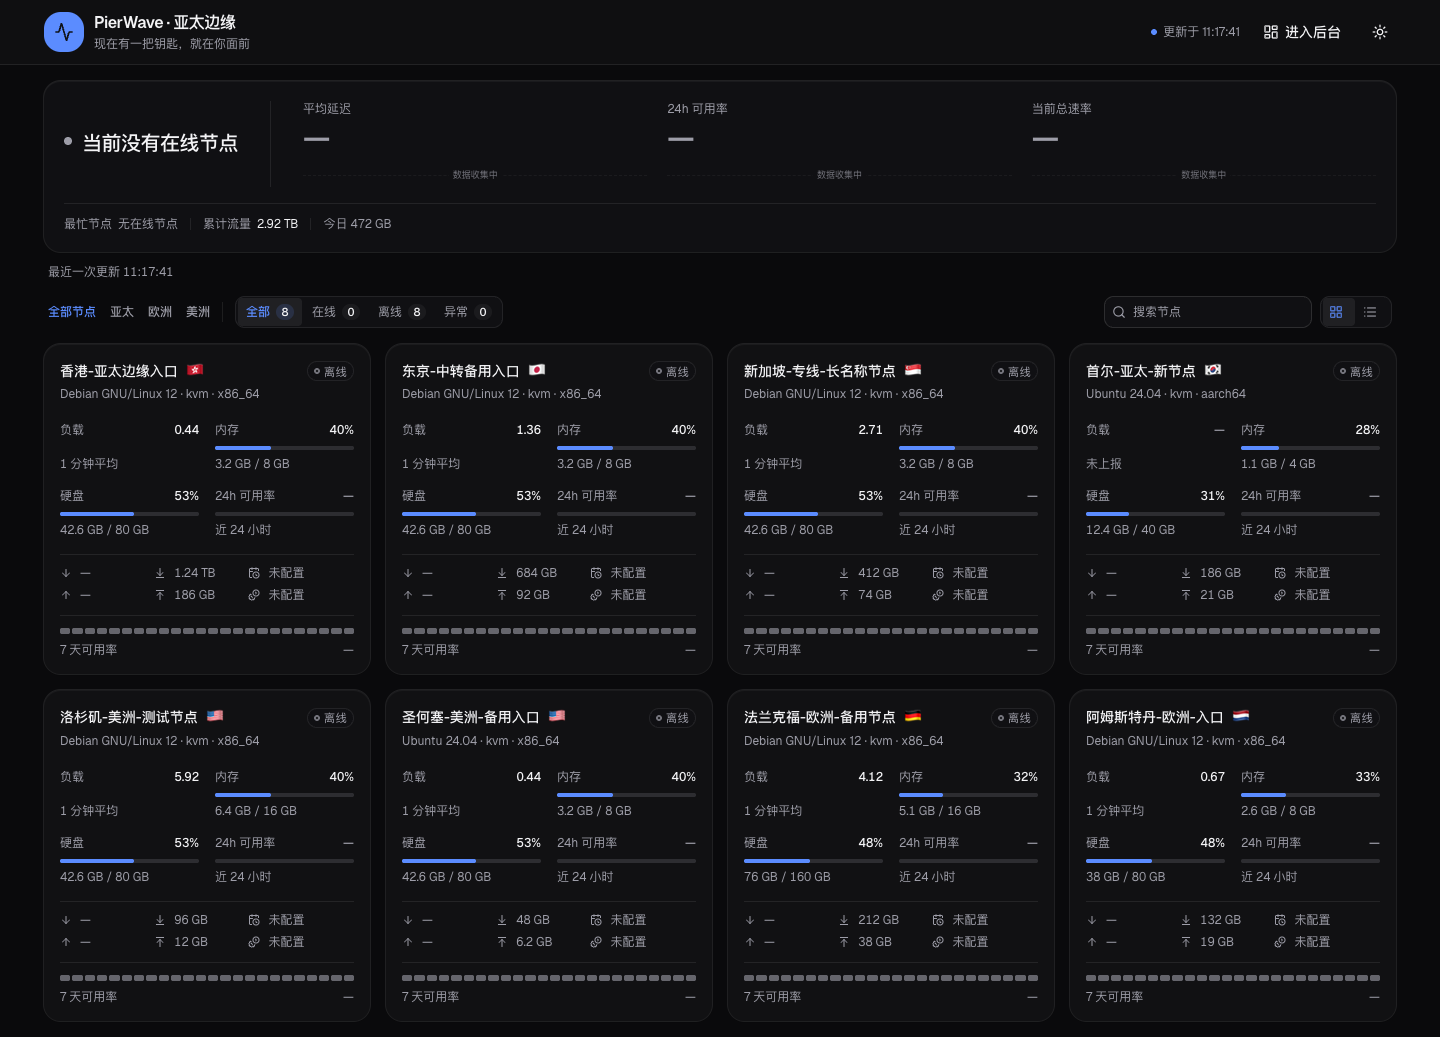 PierWave · 亚太边缘
现在有一把钥匙，就在你面前
更新于 11:17:41
进入后台
当前没有在线节点
平均延迟
—
数据收集中
24h 可用率
—
数据收集中
当前总速率
—
数据收集中
最忙节点 无在线节点 累计流量 2.92 TB 今日 472 GB
最近一次更新 11:17:41
全部节点 亚太 欧洲 美洲 全部 8 在线 0 离线 8 异常 0
搜索节点
香港-亚太边缘入口 离线
Debian GNU/Linux 12 · kvm · x86_64
负载 0.44 内存 40%
1 分钟平均 3.2 GB / 8 GB
硬盘 53% 24h 可用率 —
42.6 GB / 80 GB 近 24 小时
— 1.24 TB 未配置
— 186 GB 未配置
7 天可用率 —
东京-中转备用入口 离线
Debian GNU/Linux 12 · kvm · x86_64
负载 1.36 内存 40%
1 分钟平均 3.2 GB / 8 GB
硬盘 53% 24h 可用率 —
42.6 GB / 80 GB 近 24 小时
— 684 GB 未配置
— 92 GB 未配置
7 天可用率 —
新加坡-专线-长名称节点 离线
Debian GNU/Linux 12 · kvm · x86_64
负载 2.71 内存 40%
1 分钟平均 3.2 GB / 8 GB
硬盘 53% 24h 可用率 —
42.6 GB / 80 GB 近 24 小时
— 412 GB 未配置
— 74 GB 未配置
7 天可用率 —
首尔-亚太-新节点 离线
Ubuntu 24.04 · kvm · aarch64
负载 — 内存 28%
未上报 1.1 GB / 4 GB
硬盘 31% 24h 可用率 —
12.4 GB / 40 GB 近 24 小时
— 186 GB 未配置
— 21 GB 未配置
7 天可用率 —
洛杉矶-美洲-测试节点 离线
Debian GNU/Linux 12 · kvm · x86_64
负载 5.92 内存 40%
1 分钟平均 6.4 GB / 16 GB
硬盘 53% 24h 可用率 —
42.6 GB / 80 GB 近 24 小时
— 96 GB 未配置
— 12 GB 未配置
7 天可用率 —
圣何塞-美洲-备用入口 离线
Ubuntu 24.04 · kvm · x86_64
负载 0.44 内存 40%
1 分钟平均 3.2 GB / 8 GB
硬盘 53% 24h 可用率 —
42.6 GB / 80 GB 近 24 小时
— 48 GB 未配置
— 6.2 GB 未配置
7 天可用率 —
法兰克福-欧洲-备用节点 离线
Debian GNU/Linux 12 · kvm · x86_64
负载 4.12 内存 32%
1 分钟平均 5.1 GB / 16 GB
硬盘 48% 24h 可用率 —
76 GB / 160 GB 近 24 小时
— 212 GB 未配置
— 38 GB 未配置
7 天可用率 —
阿姆斯特丹-欧洲-入口 离线
Debian GNU/Linux 12 · kvm · x86_64
负载 0.67 内存 33%
1 分钟平均 2.6 GB / 8 GB
硬盘 48% 24h 可用率 —
38 GB / 80 GB 近 24 小时
— 132 GB 未配置
— 19 GB 未配置
7 天可用率 —